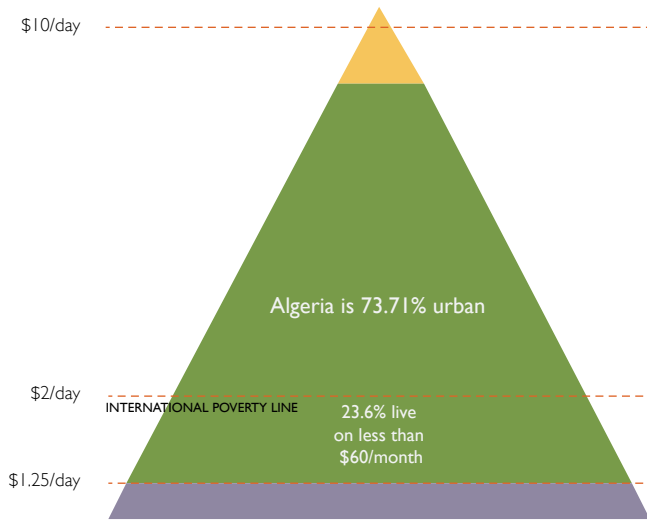 $10/day
Algeria is 73.71% urban
$2/day
INTERNATIONAL POVERTY LINE
23.6% live
on less than
$60/month
$1.25/day